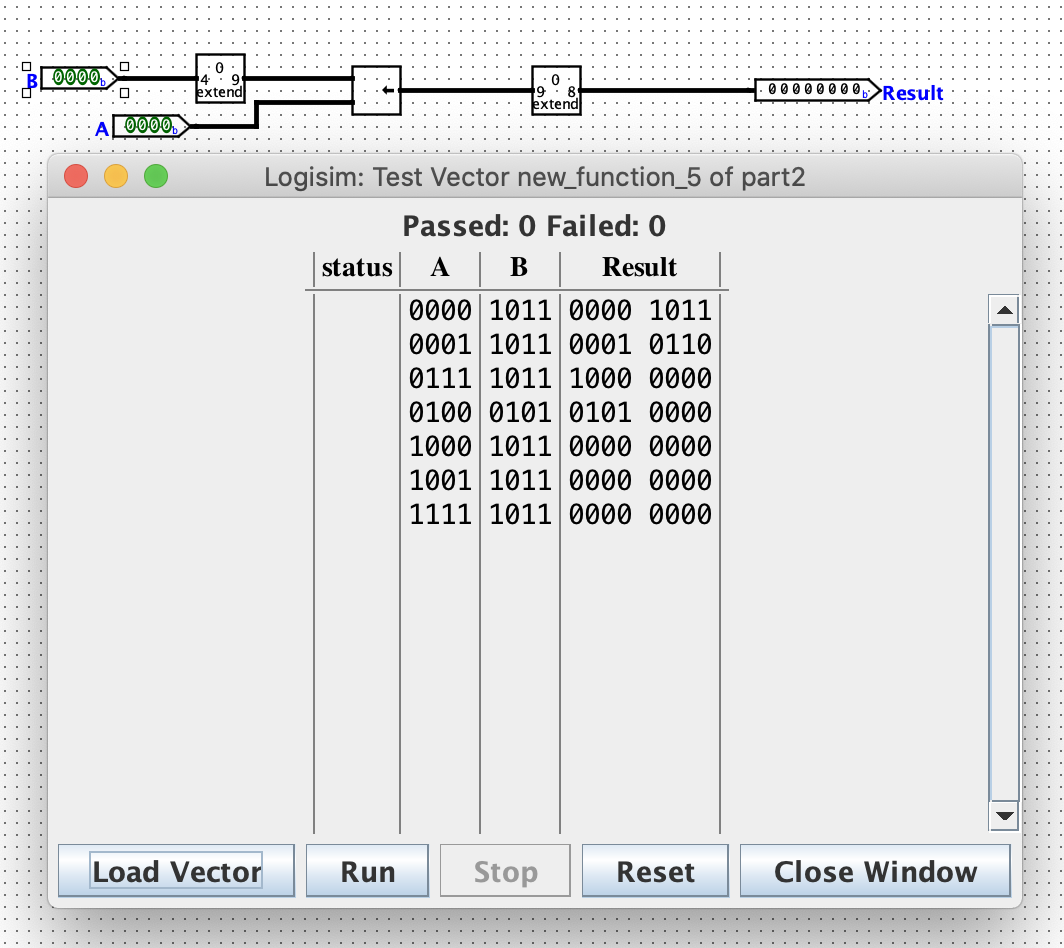 B 0000b
0
4 9
extend
0
9 8
extend
00000000b Result
A 0000b
Logisim: Test Vector new_function_5 of part2
Passed: 0 Failed: 0
status A B Result
0000 1011 0000 1011
0001 1011 0001 0110
0111 1011 1000 0000
0100 0101 0101 0000
1000 1011 0000 0000
1001 1011 0000 0000
1111 1011 0000 0000
Load Vector Run Stop Reset Close Window